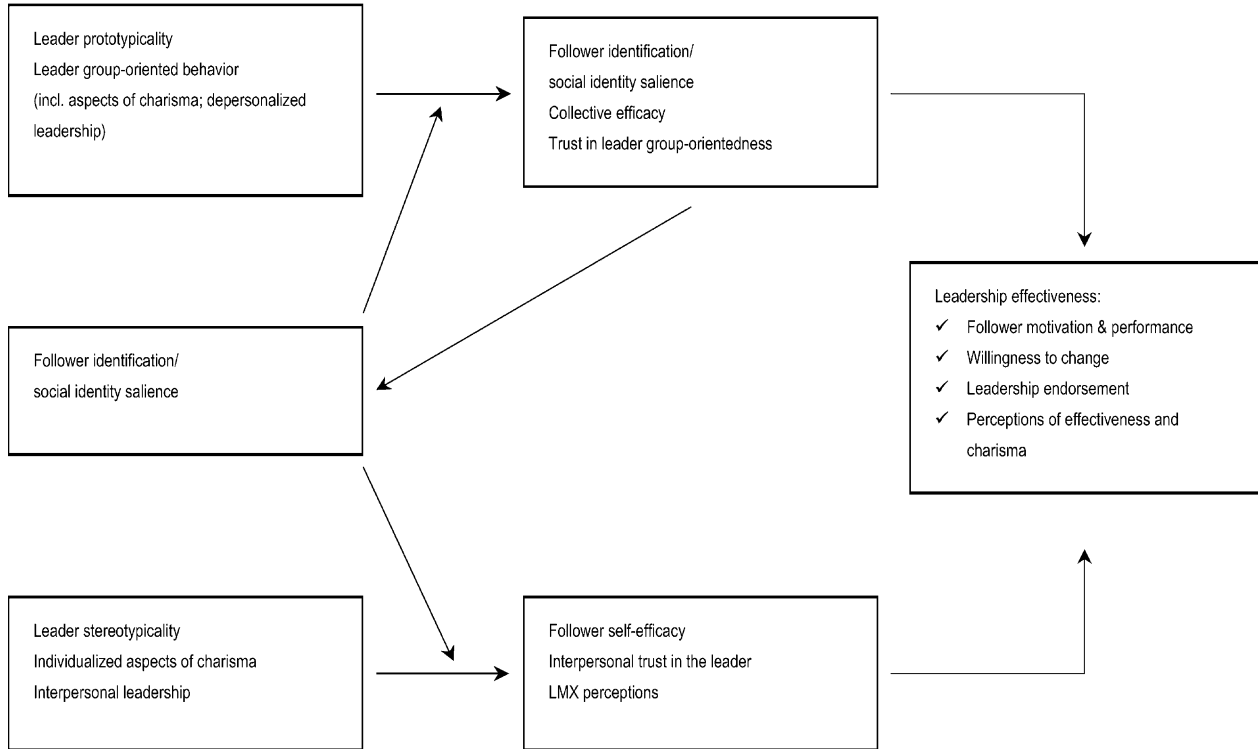 Leader prototypicality
Leader group-oriented behavior
(incl. aspects of charisma; depersonalized
leadership)
Follower identification/
social identity salience
Collective efficacy
Trust in leader group-orientedness
Leadership effectiveness:
✓ Follower motivation & performance
✓ Willingness to change
✓ Leadership endorsement
✓ Perceptions of effectiveness and
charisma
Follower identification/
social identity salience
Leader stereotypicality
Individualized aspects of charisma
Interpersonal leadership
Follower self-efficacy
Interpersonal trust in the leader
LMX perceptions